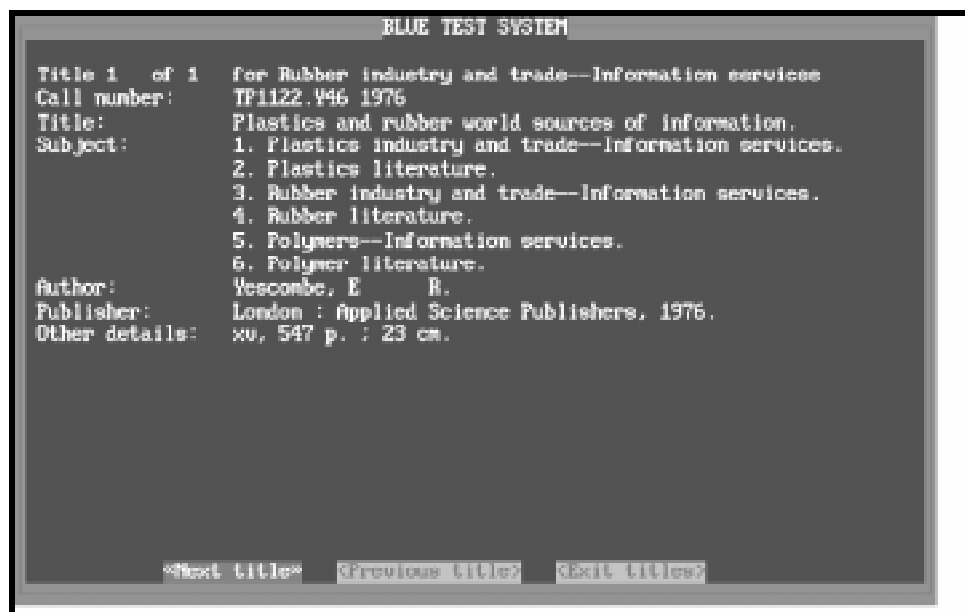 BLUE TEST SYSTEM
Title 1 of 1 for Rubber industry and trade--Information services
Call number: TP1122.Y46 1976
Title: Plastics and rubber world sources of information.
Subject: 1. Plastics industry and trade--Information services.
2. Plastics literature.
3. Rubber industry and trade--Information services.
4. Rubber literature.
5. Polymers--Information services.
6. Polymer literature.
Author: Yescombe, E R.
Publisher: London : Applied Science Publishers, 1976.
Other details: xv, 547 p. ; 23 cm.
«Next title» <Previous title> <Exit titles>